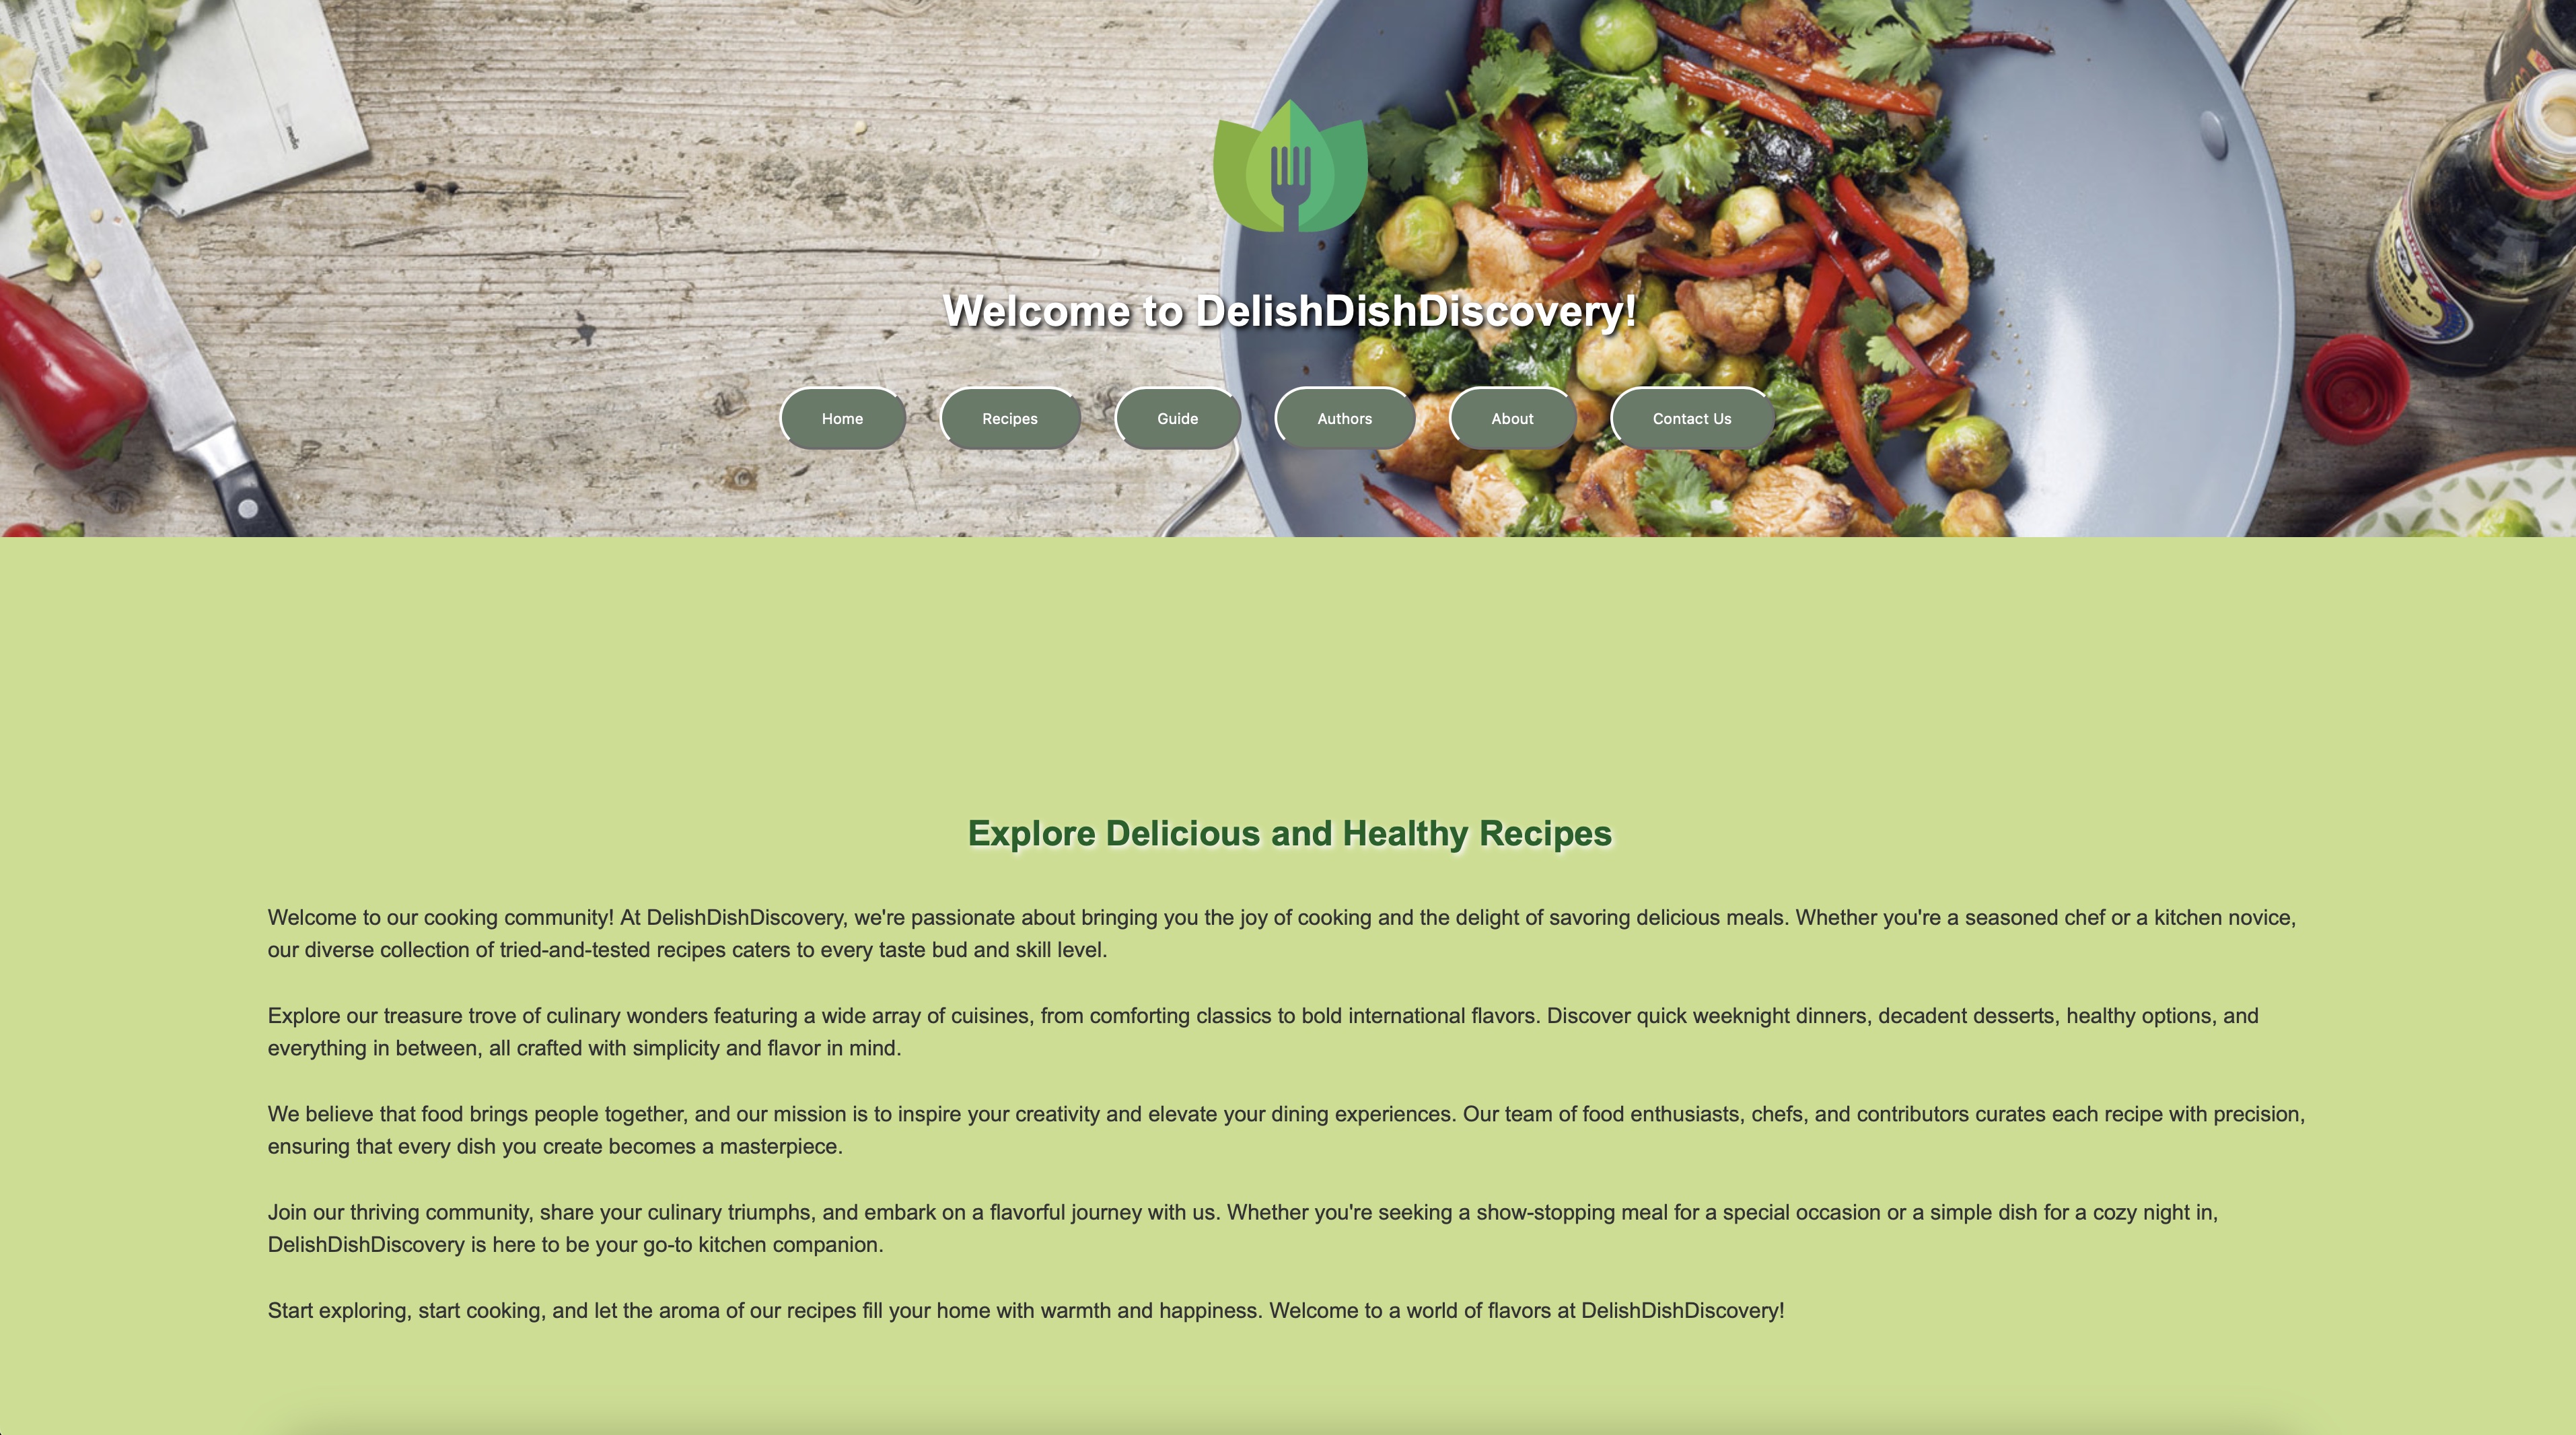 media
Welcome to DelishDishDiscovery!
Home
Recipes
Guide
Authors
About
Contact Us
Explore Delicious and Healthy Recipes
Welcome to our cooking community! At DelishDishDiscovery, we're passionate about bringing you the joy of cooking and the delight of savoring delicious meals. Whether you're a seasoned chef or a kitchen novice,
our diverse collection of tried-and-tested recipes caters to every taste bud and skill level.
Explore our treasure trove of culinary wonders featuring a wide array of cuisines, from comforting classics to bold international flavors. Discover quick weeknight dinners, decadent desserts, healthy options, and
everything in between, all crafted with simplicity and flavor in mind.
We believe that food brings people together, and our mission is to inspire your creativity and elevate your dining experiences. Our team of food enthusiasts, chefs, and contributors curates each recipe with precision,
ensuring that every dish you create becomes a masterpiece.
Join our thriving community, share your culinary triumphs, and embark on a flavorful journey with us. Whether you're seeking a show-stopping meal for a special occasion or a simple dish for a cozy night in,
DelishDishDiscovery is here to be your go-to kitchen companion.
Start exploring, start cooking, and let the aroma of our recipes fill your home with warmth and happiness. Welcome to a world of flavors at DelishDishDiscovery!